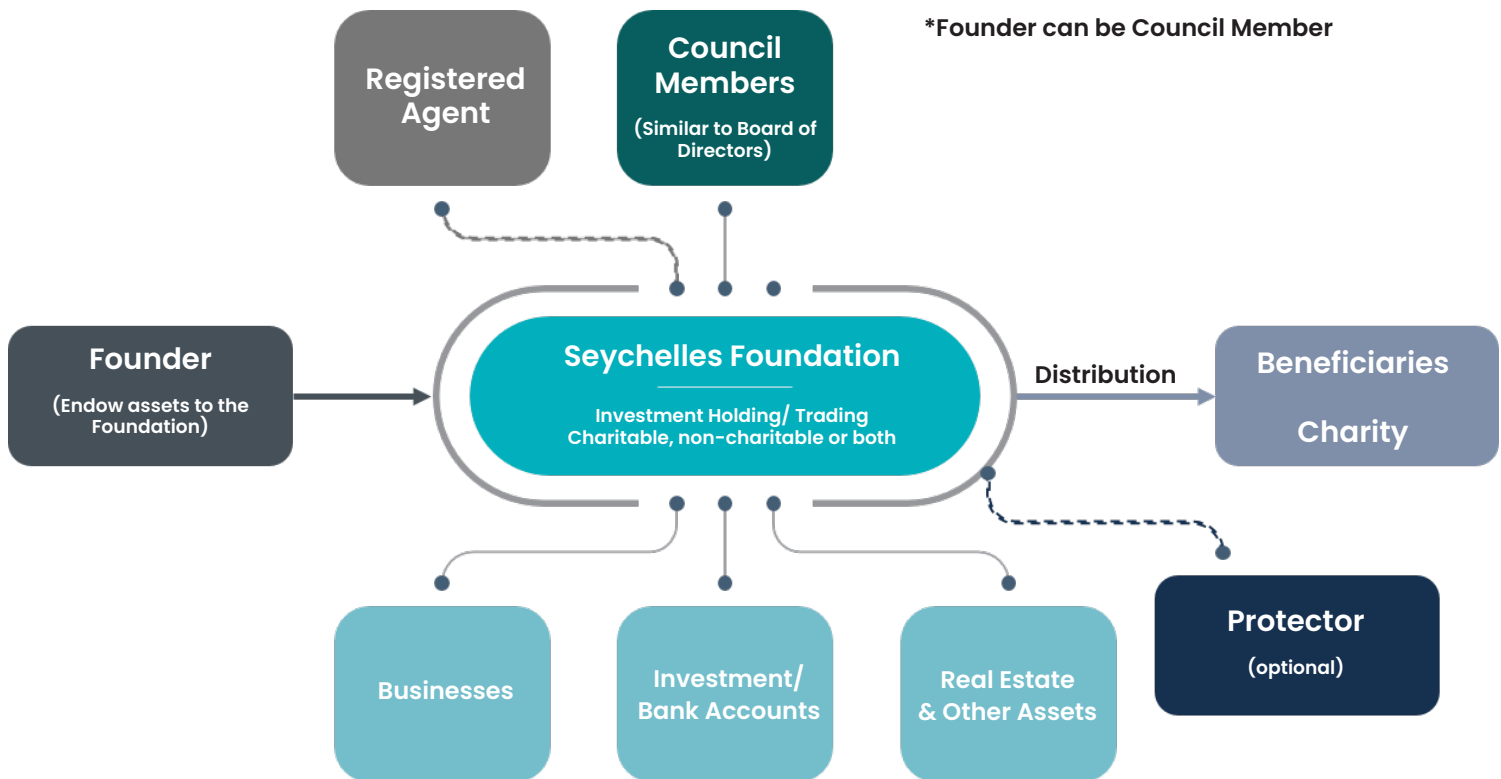 *Founder can be Council Member
Registered
Agent
Council
Members
(Similar to Board of
Directors)
Founder
(Endow assets to the
Foundation)
Seychelles Foundation
Investment Holding/ Trading
Charitable, non-charitable or both
Distribution
Beneficiaries
Charity
Businesses
Investment/
Bank Accounts
Real Estate
& Other Assets
Protector
(optional)